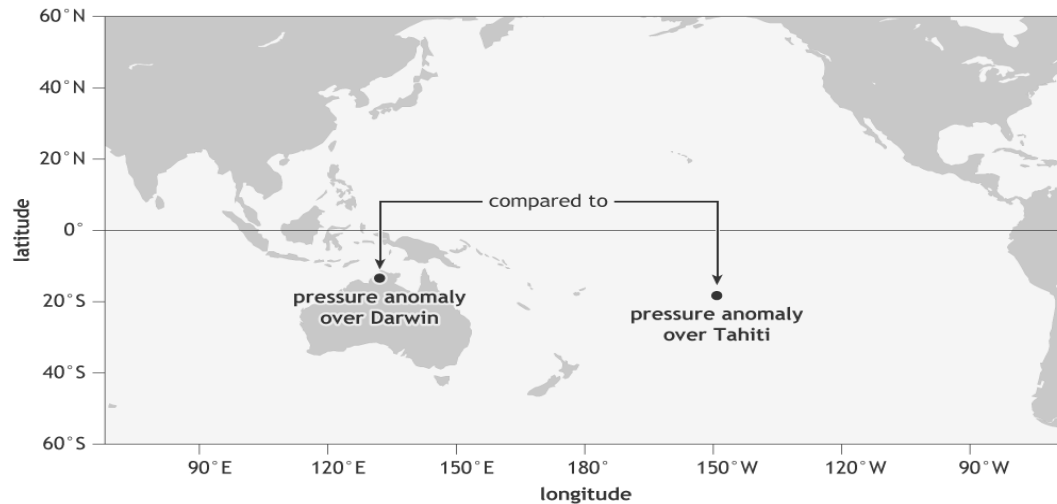 60°N
40°N
20°N
0°
20°S
40°S
60°S
latitude
compared to
pressure anomaly
over Darwin
pressure anomaly
over Tahiti
90°E
120°E
150°E
180°
150°W
120°W
90°W
longitude